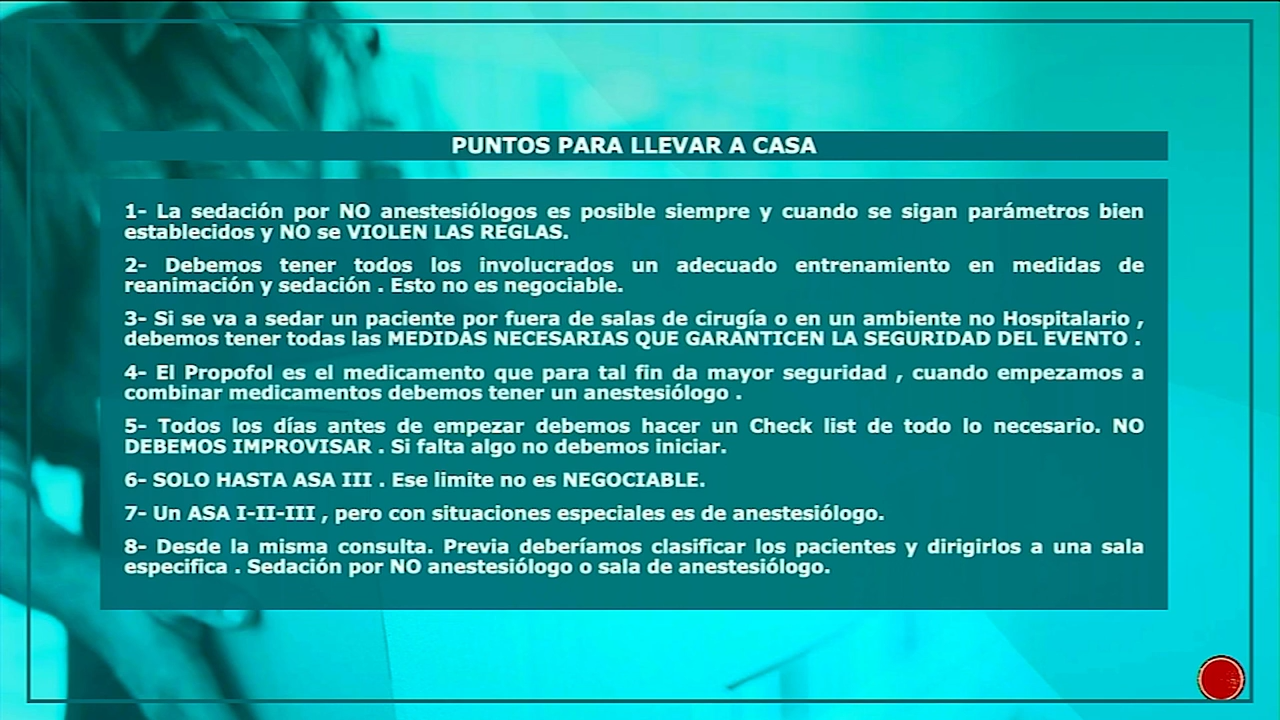 PUNTOS PARA LLEVAR A CASA
1- La sedación por NO anestesiólogos es posible siempre y cuando se sigan parámetros bien
establecidos y NO se VIOLEN LAS REGLAS.
2- Debemos tener todos los involucrados un adecuado entrenamiento en medidas de
reanimación y sedación . Esto no es negociable.
3- Si se va a sedar un paciente por fuera de salas de cirugía o en un ambiente no Hospitalario ,
debemos tener todas las MEDIDAS NECESARIAS QUE GARANTICEN LA SEGURIDAD DEL EVENTO .
4- El Propofol es el medicamento que para tal fin da mayor seguridad , cuando empezamos a
combinar medicamentos debemos tener un anestesiólogo .
5- Todos los días antes de empezar debemos hacer un Check list de todo lo necesario. NO
DEBEMOS IMPROVISAR . Si falta algo no debemos iniciar.
6- SOLO HASTA ASA III . Ese limite no es NEGOCIABLE.
7- Un ASA I-II-III , pero con situaciones especiales es de anestesiólogo.
8- Desde la misma consulta. Previa deberíamos clasificar los pacientes y dirigirlos a una sala
especifica . Sedación por NO anestesiólogo o sala de anestesiólogo.